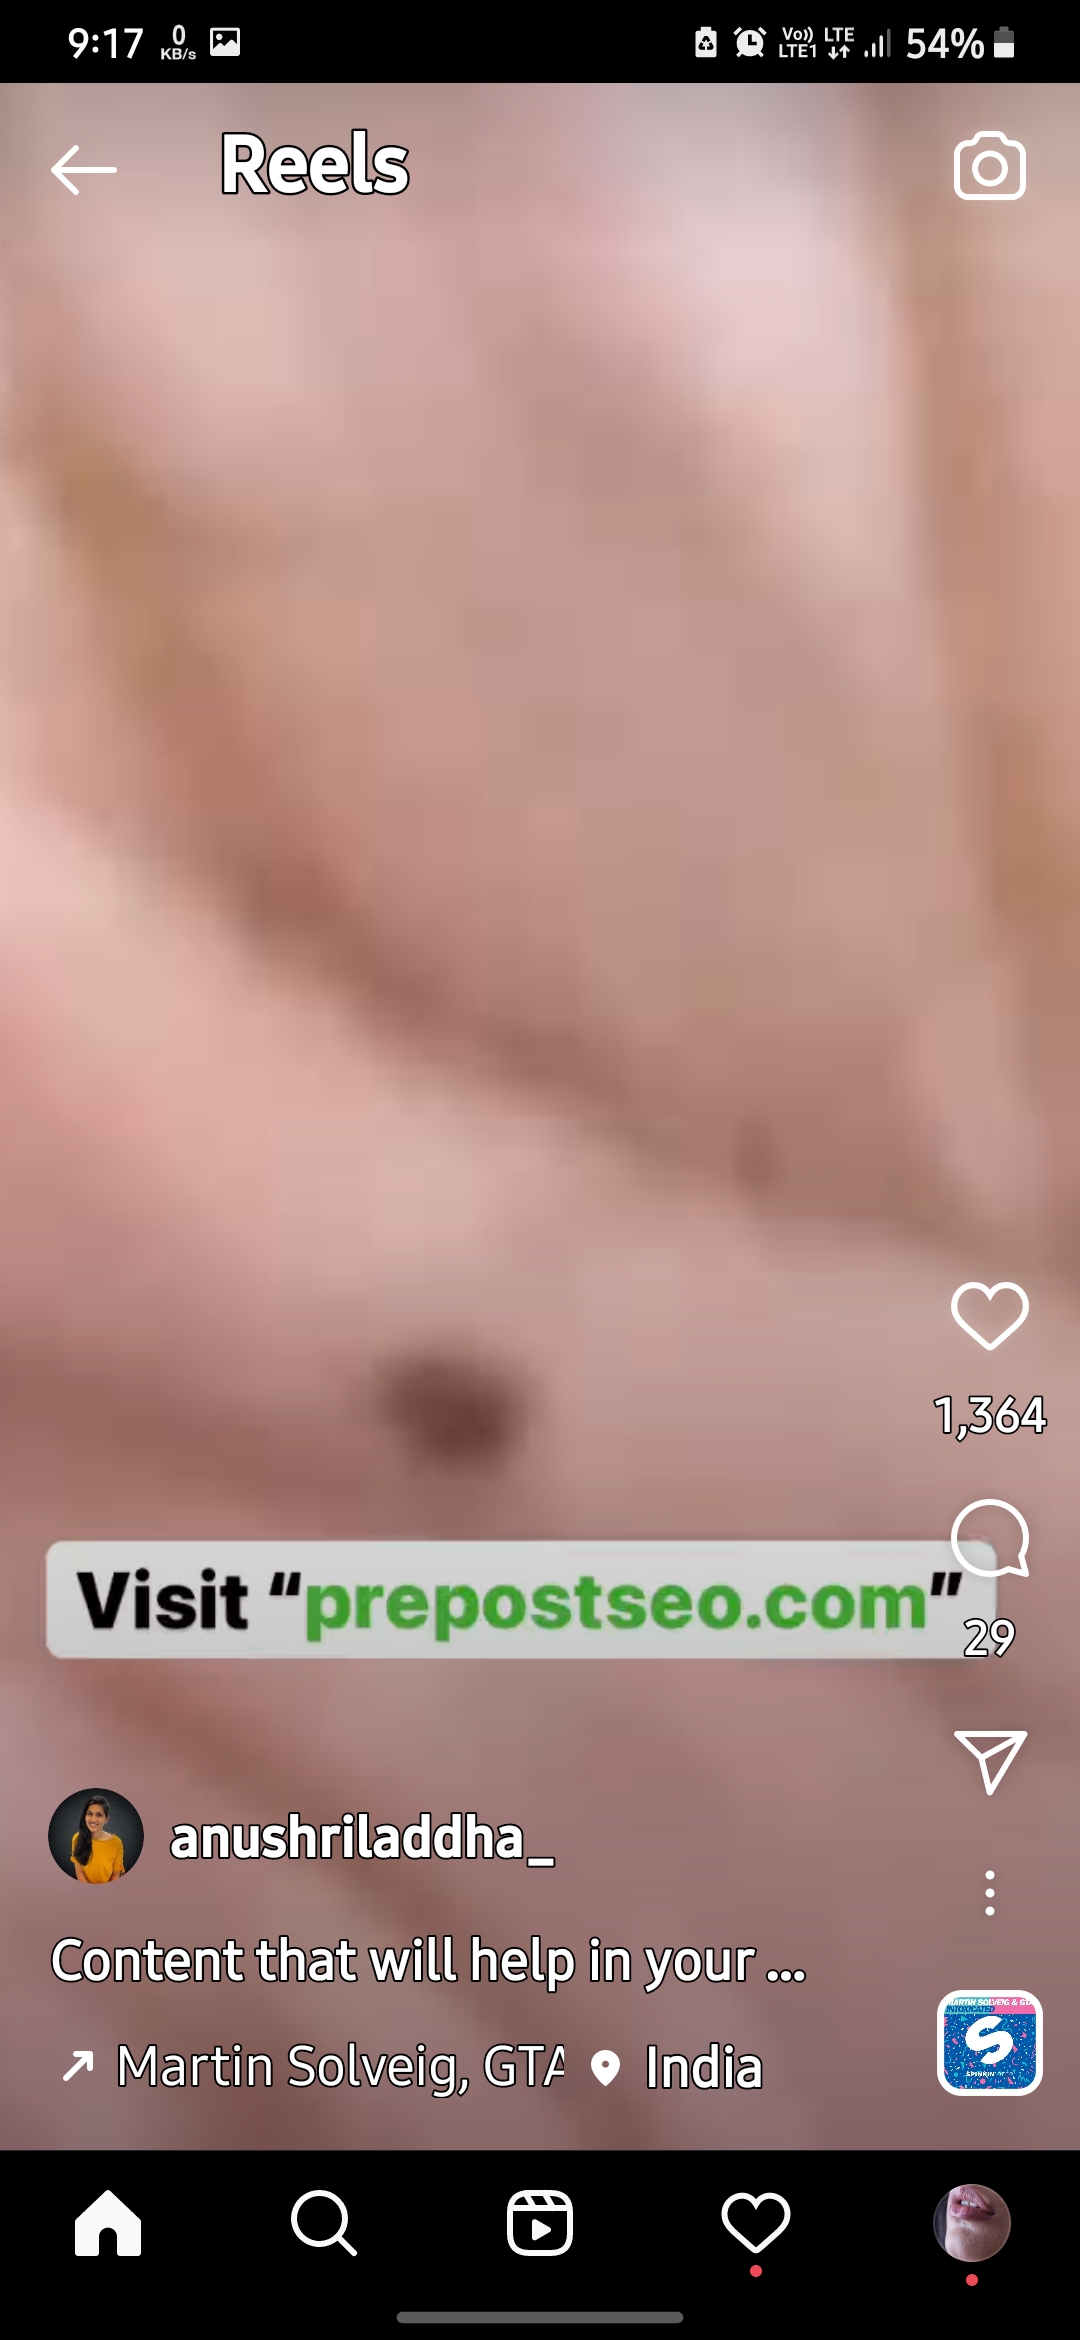 9:17
0
KB/s
Vo))
LTE1
LTE
54%
Reels
1,364
Visit “prepostseo.com”
29
anushriladdha_
Content that will help in your ...
Martin Solveig, GTA
India
MARTIN SOLVEIG & GTA
INTOXICATED
SPINNIN'